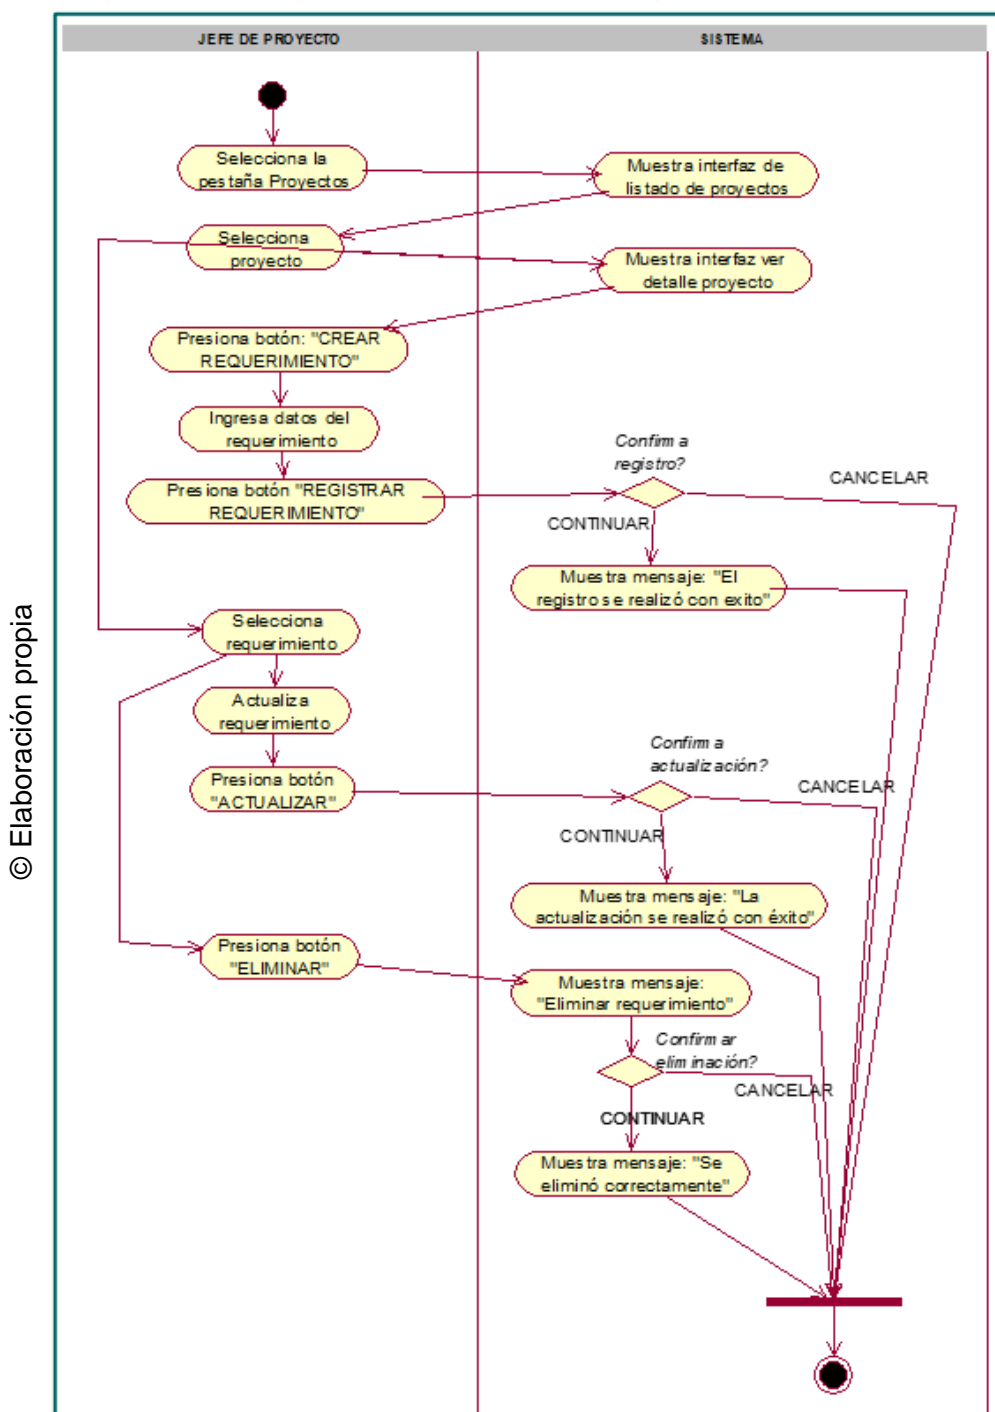 JEFE DE PROYECTO
SISTEMA
Selecciona la
pestaña Proyectos
Muestra interfaz de
listado de proyectos
Selecciona
proyecto
Muestra interfaz ver
detalle proyecto
Presiona botón: "CREAR
REQUERIMIENTO"
Ingresa datos del
requerimiento
Presiona botón "REGISTRAR
REQUERIMIENTO"
Confirma
registro?
CANCELAR
CONTINUAR
Muestra mensaje: "El
registro se realizó con exito"
Selecciona
requerimiento
Actualiza
requerimiento
Presiona botón
"ACTUALIZAR"
Confirma
actualización?
CANCELAR
CONTINUAR
Muestra mensaje: "La
actualización se realizó con éxito"
Presiona botón
"ELIMINAR"
Muestra mensaje:
"Eliminar requerimiento"
Confirmar
eliminación?
CANCELAR
CONTINUAR
Muestra mensaje: "Se
eliminó correctamente"
© Elaboración propia